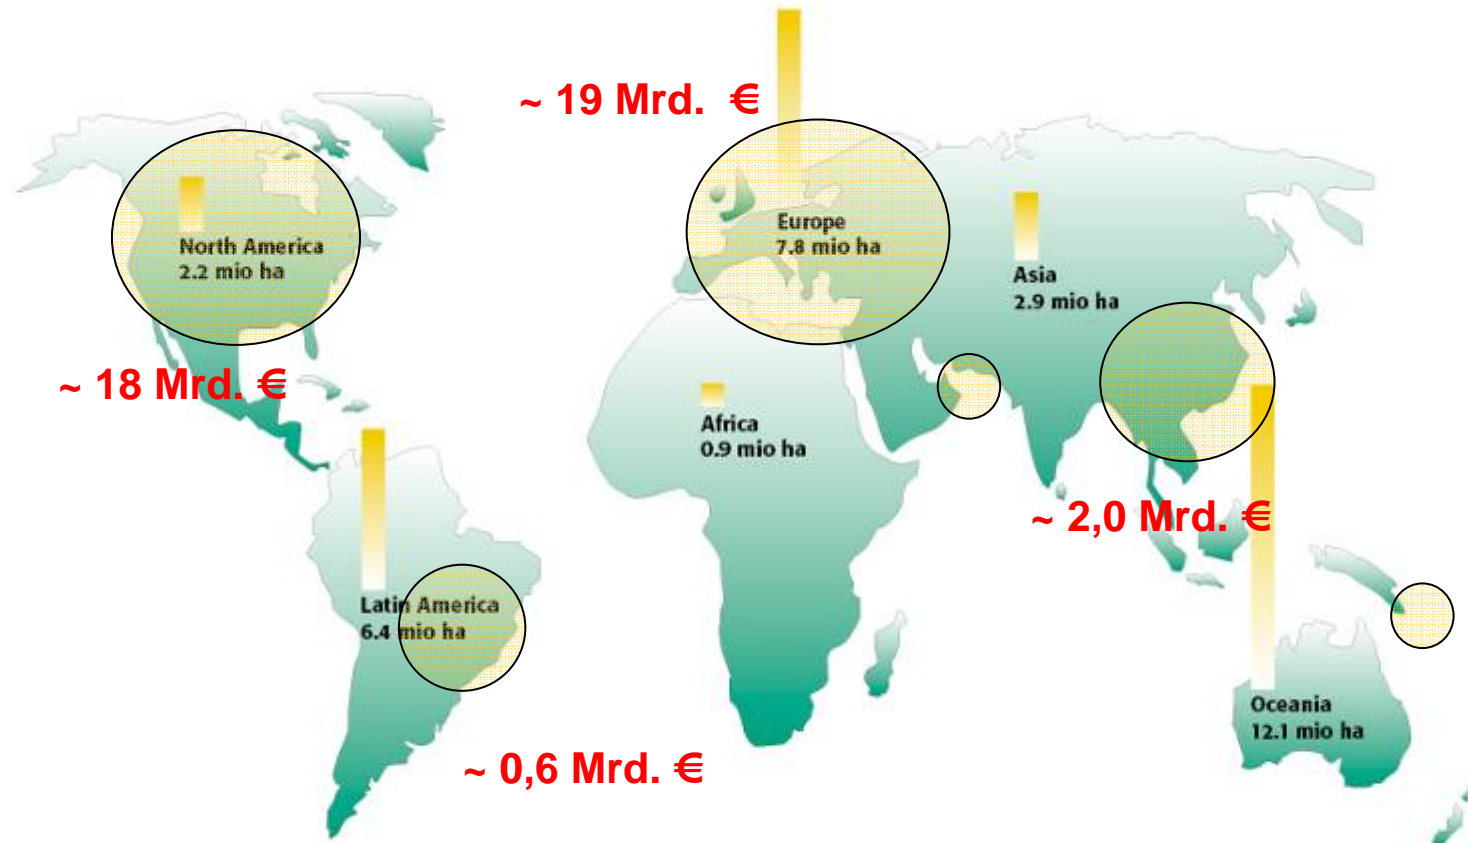 ~ 19 Mrd. €
North America
2.2 mio ha
Europe
7.8 mio ha
Asia
2.9 mio ha
~ 18 Mrd. €
Africa
0.9 mio ha
~ 2,0 Mrd. €
Latin America
6.4 mio ha
Oceania
12.1 mio ha
~ 0,6 Mrd. €